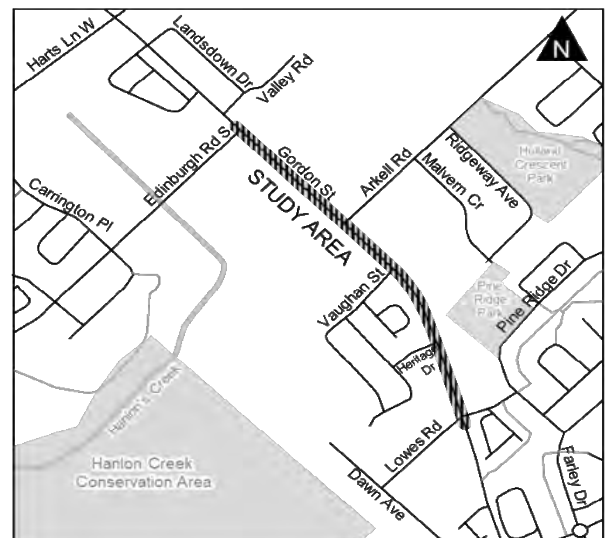 Harts Ln W
Landsdown Dr
Valley Rd
N
Edinburgh Rd S
Gordon St
STUDY AREA
Arkell Rd
Ridgeway Ave
Malvern Cr
Holland
Crescent
Park
Carrington Pl
Vaughan St
Pine
Ridge
Park
Pine Ridge Dr
Heritage
Dr
Hanlon's Creek
Hanlon Creek
Conservation Area
Lowes Rd
Dawn Ave
Farley Dr